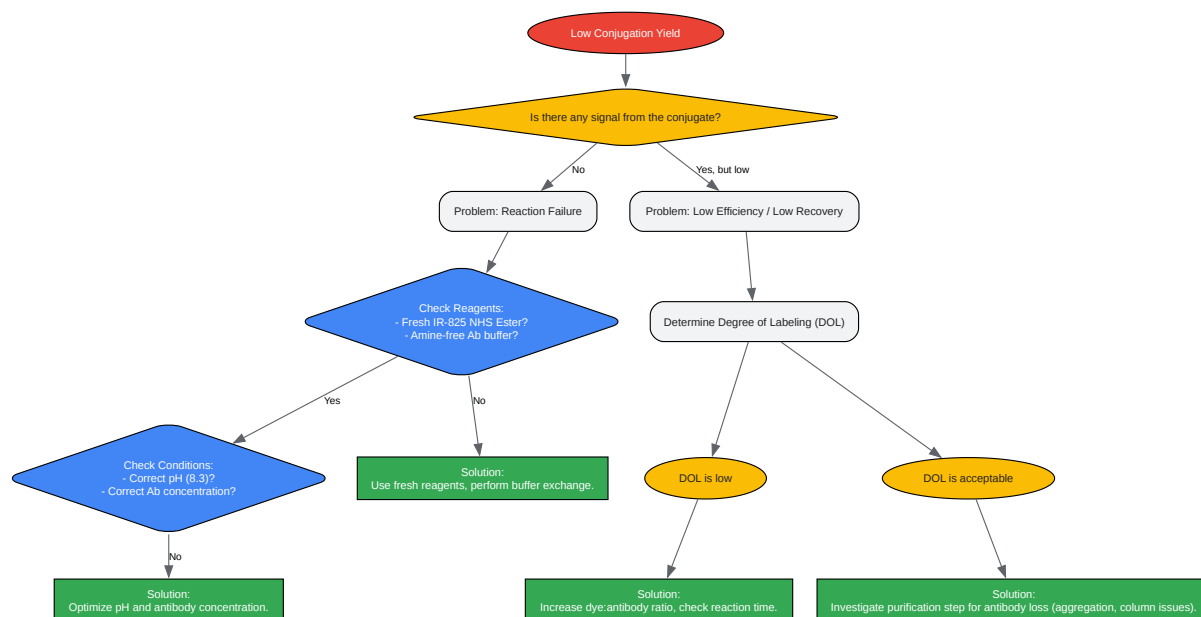 Low Conjugation Yield
Is there any signal from the conjugate?
No
Yes, but low
Problem: Reaction Failure
Problem: Low Efficiency / Low Recovery
Check Reagents:
- Fresh IR-825 NHS Ester?
- Amine-free Ab buffer?
Determine Degree of Labeling (DOL)
Yes
No
Check Conditions:
- Correct pH (8.3)?
- Correct Ab concentration?
Solution:
Use fresh reagents, perform buffer exchange.
DOL is low
DOL is acceptable
No
Solution:
Optimize pH and antibody concentration.
Solution:
Increase dye:antibody ratio, check reaction time.
Solution:
Investigate purification step for antibody loss (aggregation, column issues).